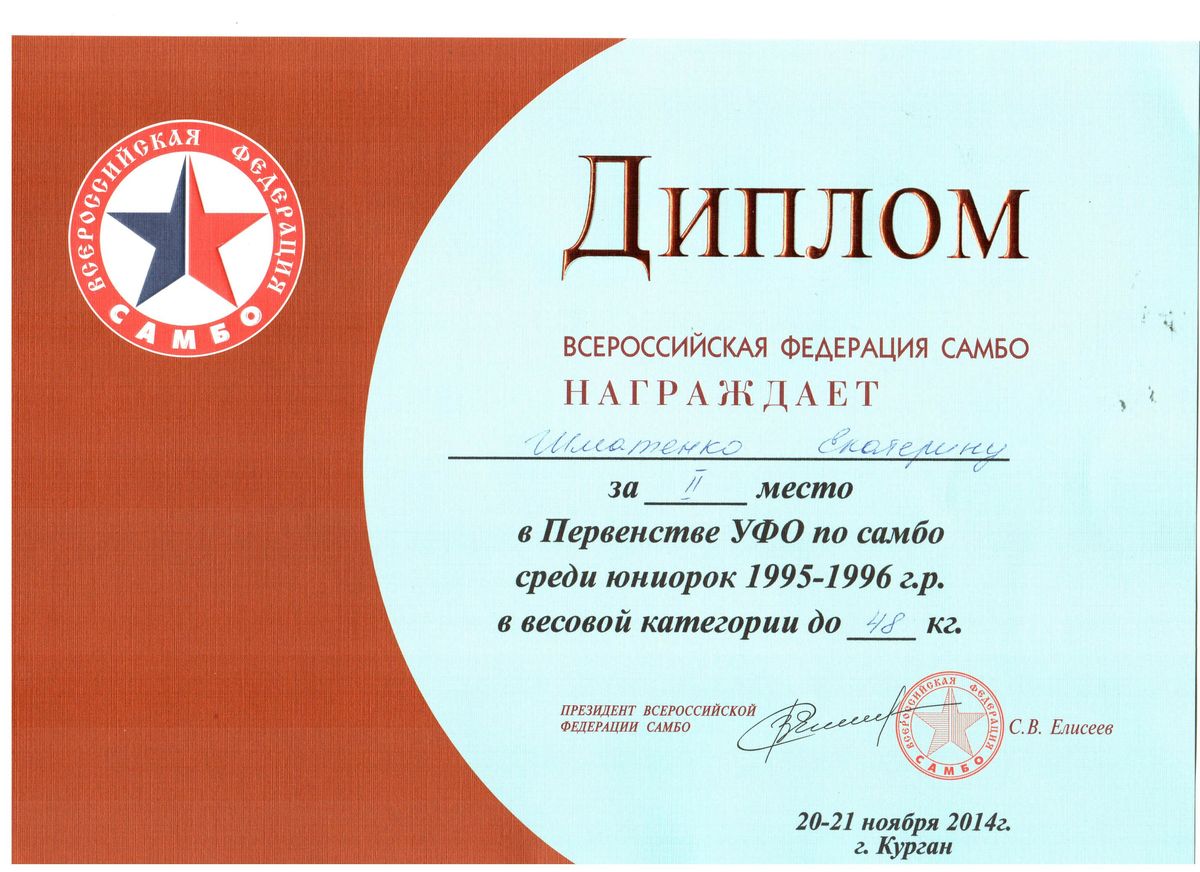 ВСЕРОССИЙСКАЯ ФЕДЕРАЦИЯ
САМБО
Диплом
ВСЕРОССИЙСКАЯ ФЕДЕРАЦИЯ САМБО
НАГРАЖДАЕТ
Шматенко Екатерину
за II место
в Первенстве УФО по самбо
среди юниорок 1995-1996 г.р.
в весовой категории до 48 кг.
ПРЕЗИДЕНТ ВСЕРОССИЙСКОЙ
ФЕДЕРАЦИИ САМБО
ВСЕРОССИЙСКАЯ ФЕДЕРАЦИЯ
САМБО
С.В. Елисеев
20-21 ноября 2014г.
г. Курган